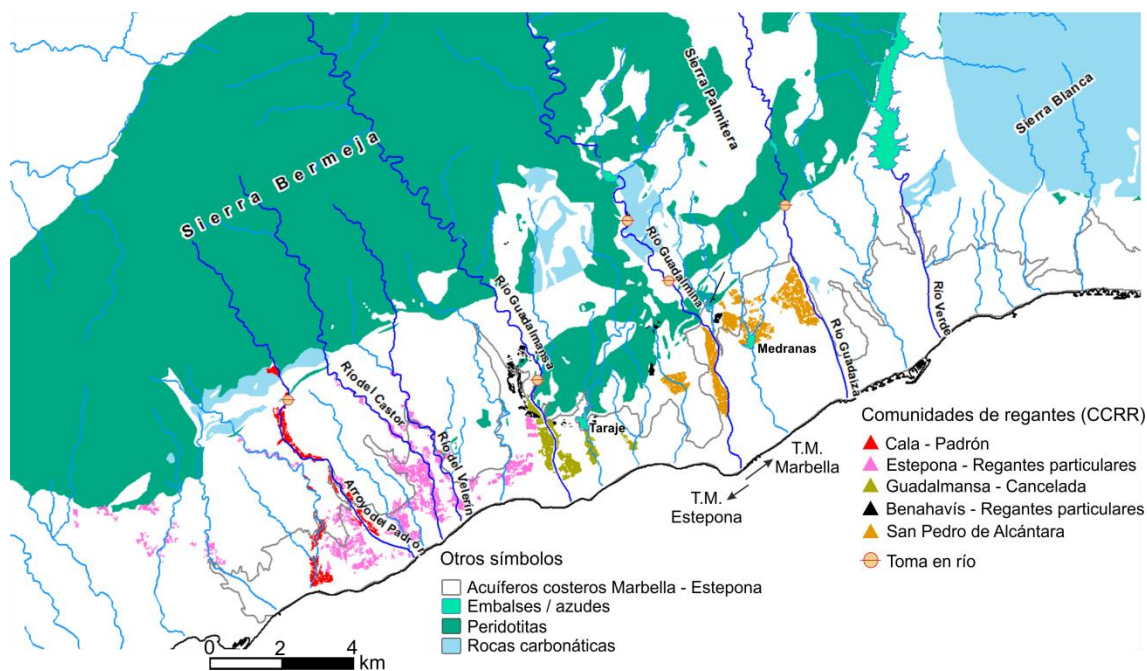 Sierra Bermeja
Sierra Palmitera
Sierra Blanca
Río Guadalmina
Río Guadalmansa
Río Verde
Río Guadaiza
Medranas
Río del Castor
Taraje
Río del Velerín
Arroyo del Padrón
T.M.
Marbella
T.M.
Estepona
Comunidades de regantes (CCRR)
Cala - Padrón
Estepona - Regantes particulares
Guadalmansa - Cancelada
Benahavís - Regantes particulares
San Pedro de Alcántara
Toma en río
Otros símbolos
Acuíferos costeros Marbella - Estepona
Embalses / azudes
Peridotitas
Rocas carbonáticas
0 2 4
km